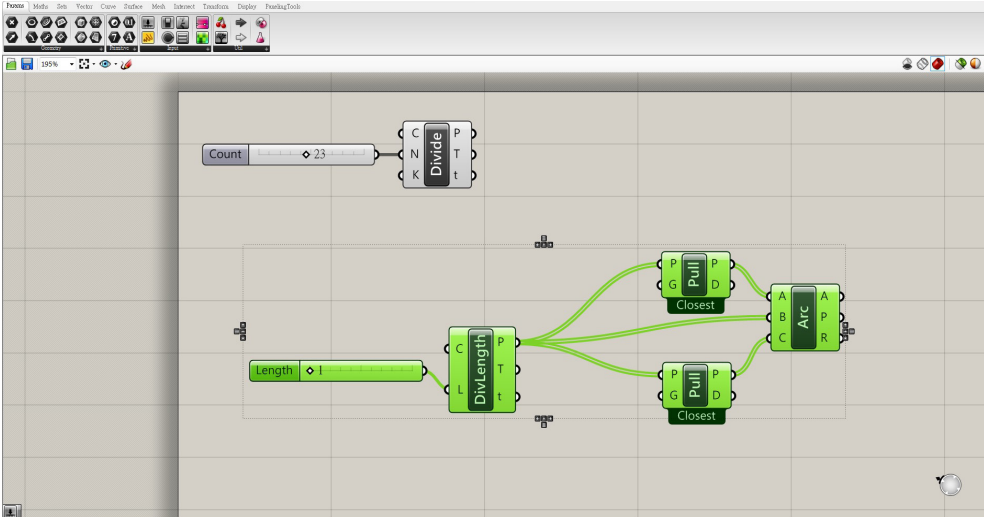 Params Maths Sets Vector Curve Surface Mesh Intersect Transform Display PanelingTools
Geometry Primitive Input Util
195%
Count 23
C P
N T
K t
Divide
Length 1
C P
T
L t
DivLength
P P
G D
Pull
Closest
A A
B P
C R
Arc
P P
G D
Pull
Closest